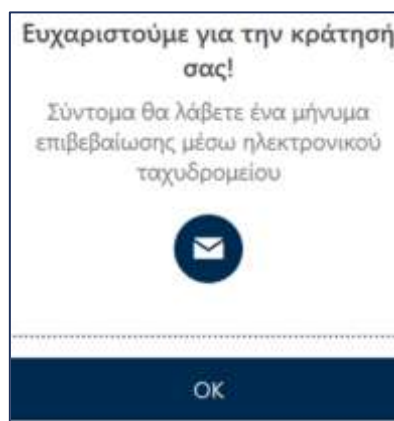 Ευχαριστούμε για την κράτησή
σας!
Σύντομα θα λάβετε ένα μήνυμα
επιβεβαίωσης μέσω ηλεκτρονικού
ταχυδρομείου
OK